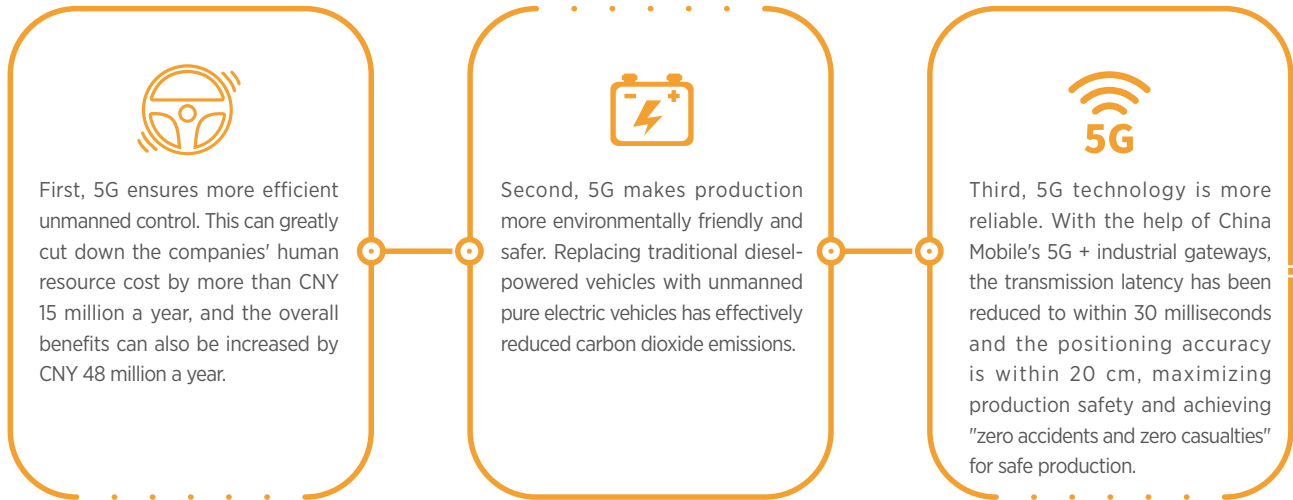 First, 5G ensures more efficient
unmanned control. This can greatly
cut down the companies' human
resource cost by more than CNY
15 million a year, and the overall
benefits can also be increased by
CNY 48 million a year.
Second, 5G makes production
more environmentally friendly and
safer. Replacing traditional diesel-
powered vehicles with unmanned
pure electric vehicles has effectively
reduced carbon dioxide emissions.
5G
Third, 5G technology is more
reliable. With the help of China
Mobile's 5G + industrial gateways,
the transmission latency has been
reduced to within 30 milliseconds
and the positioning accuracy
is within 20 cm, maximizing
production safety and achieving
"zero accidents and zero casualties"
for safe production.